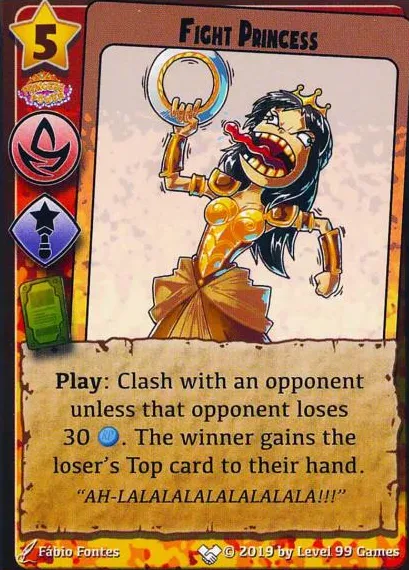 5
FIGHT PRINCESS
Play: Clash with an opponent
unless that opponent loses
30 . The winner gains the
loser's Top card to their hand.
"AH-LALALALALALALALALA!!!"
Fábio Fontes
© 2019 by Level 99 Games